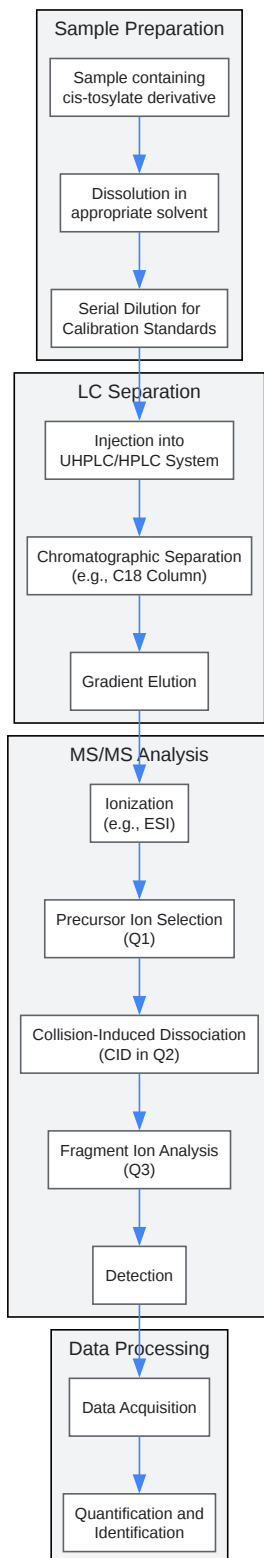 Sample Preparation
Sample containing
cis-tosylate derivative
Dissolution in
appropriate solvent
Serial Dilution for
Calibration Standards
LC Separation
Injection into
UHPLC/HPLC System
Chromatographic Separation
(e.g., C18 Column)
Gradient Elution
MS/MS Analysis
Ionization
(e.g., ESI)
Precursor Ion Selection
(Q1)
Collision-Induced Dissociation
(CID in Q2)
Fragment Ion Analysis
(Q3)
Detection
Data Processing
Data Acquisition
Quantification and
Identification